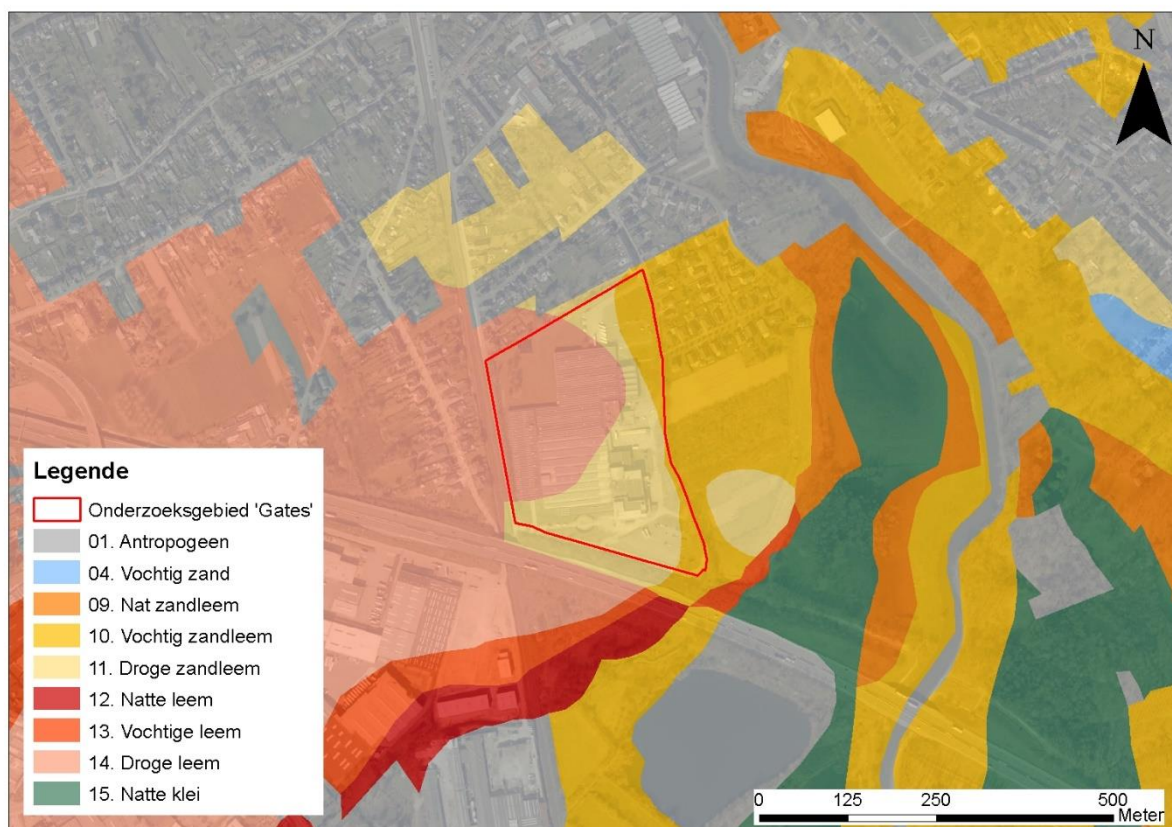 N
Legende
Onderzoeksgebied 'Gates'
01. Antropogeen
04. Vochtig zand
09. Nat zandleem
10. Vochtig zandleem
11. Droge zandleem
12. Natte leem
13. Vochtige leem
14. Droge leem
15. Natte klei
0 125 250 500
Meter